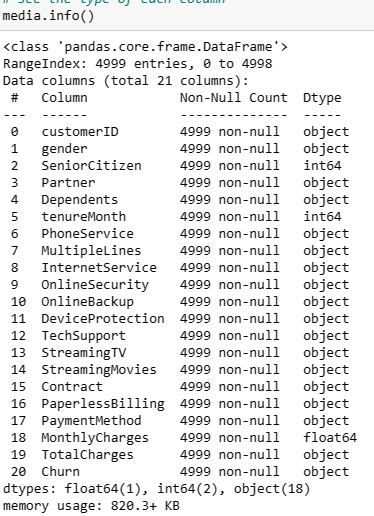 # see the type of each column
media.info()
<class 'pandas.core.frame.DataFrame'>
RangeIndex: 4999 entries, 0 to 4998
Data columns (total 21 columns):
 #   Column            Non-Null Count  Dtype
---  ------            --------------  -----
 0   customerID        4999 non-null   object
 1   gender            4999 non-null   object
 2   SeniorCitizen     4999 non-null   int64
 3   Partner           4999 non-null   object
 4   Dependents        4999 non-null   object
 5   tenureMonth       4999 non-null   int64
 6   PhoneService      4999 non-null   object
 7   MultipleLines     4999 non-null   object
 8   InternetService   4999 non-null   object
 9   OnlineSecurity    4999 non-null   object
 10  OnlineBackup      4999 non-null   object
 11  DeviceProtection  4999 non-null   object
 12  TechSupport       4999 non-null   object
 13  StreamingTV       4999 non-null   object
 14  StreamingMovies   4999 non-null   object
 15  Contract          4999 non-null   object
 16  PaperlessBilling  4999 non-null   object
 17  PaymentMethod     4999 non-null   object
 18  MonthlyCharges    4999 non-null   float64
 19  TotalCharges      4999 non-null   object
 20  Churn             4999 non-null   object
dtypes: float64(1), int64(2), object(18)
memory usage: 820.3+ KB